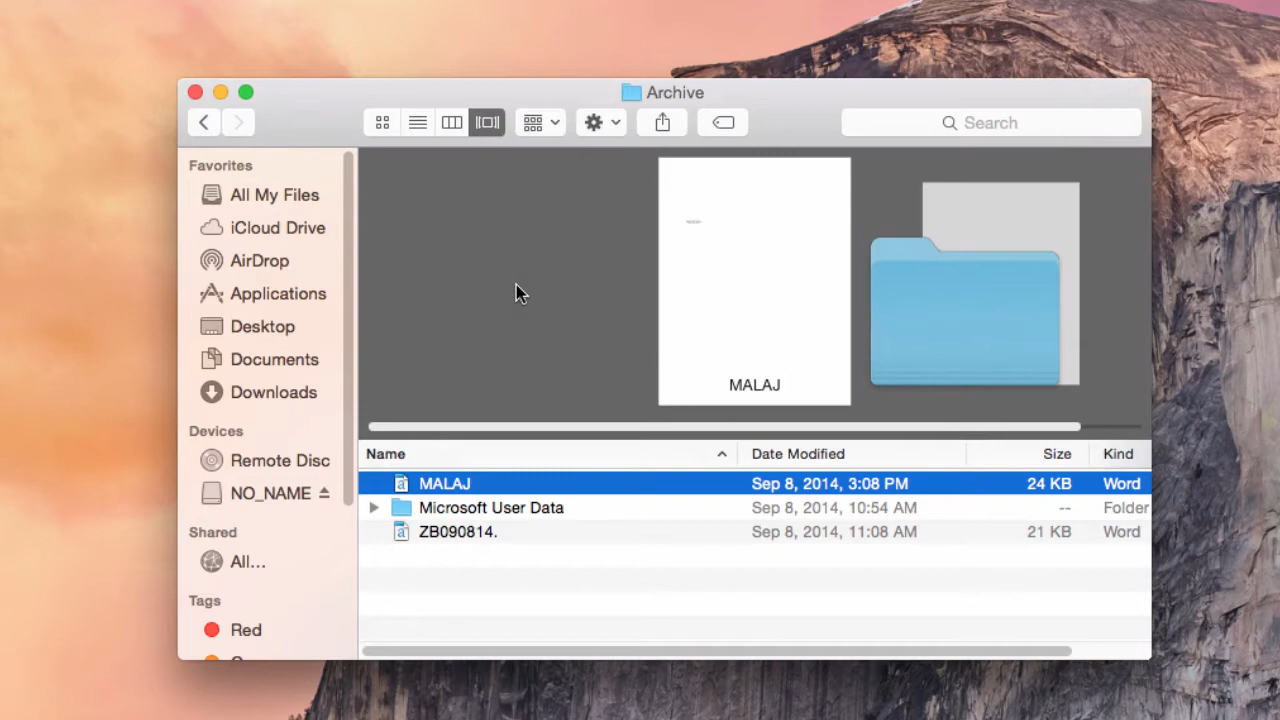 Archive
Search
Favorites
All My Files
iCloud Drive
AirDrop
Applications
Desktop
Documents
Downloads
Devices
Remote Disc
NO_NAME
Shared
All...
Tags
Red
MALAJ
Name Date Modified Size Kind
MALAJ Sep 8, 2014, 3:08 PM 24 KB Word
Microsoft User Data Sep 8, 2014, 10:54 AM -- Folder
ZB090814. Sep 8, 2014, 11:08 AM 21 KB Word